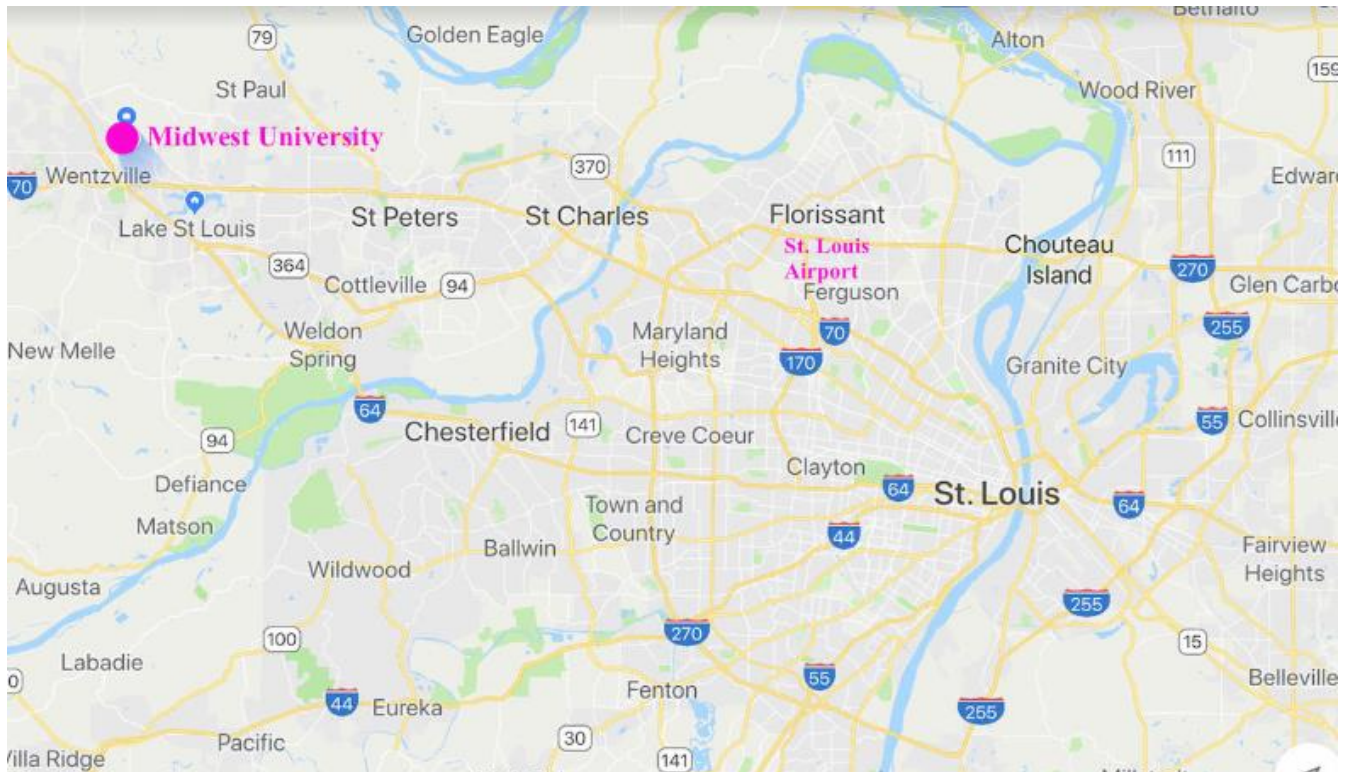 Bethalto
79
Golden Eagle
Alton
159
St Paul
Wood River
Midwest University
370
111
70
Wentzville
Edward
Lake St Louis
St Peters
St Charles
Florissant
St. Louis
Airport
Chouteau
Island
364
Cottleville
94
Ferguson
270
Glen Carbo
Weldon
Spring
Maryland
Heights
70
170
255
New Melle
Granite City
64
141
Chesterfield
Creve Coeur
55
Collinsville
94
Clayton
64
St. Louis
64
Defiance
Matson
Town and
Country
44
Ballwin
Fairview
Heights
Augusta
Wildwood
255
100
270
15
Labadie
0
44
Eureka
Fenton
55
255
Belleville
Pacific
30
141
Villa Ridge